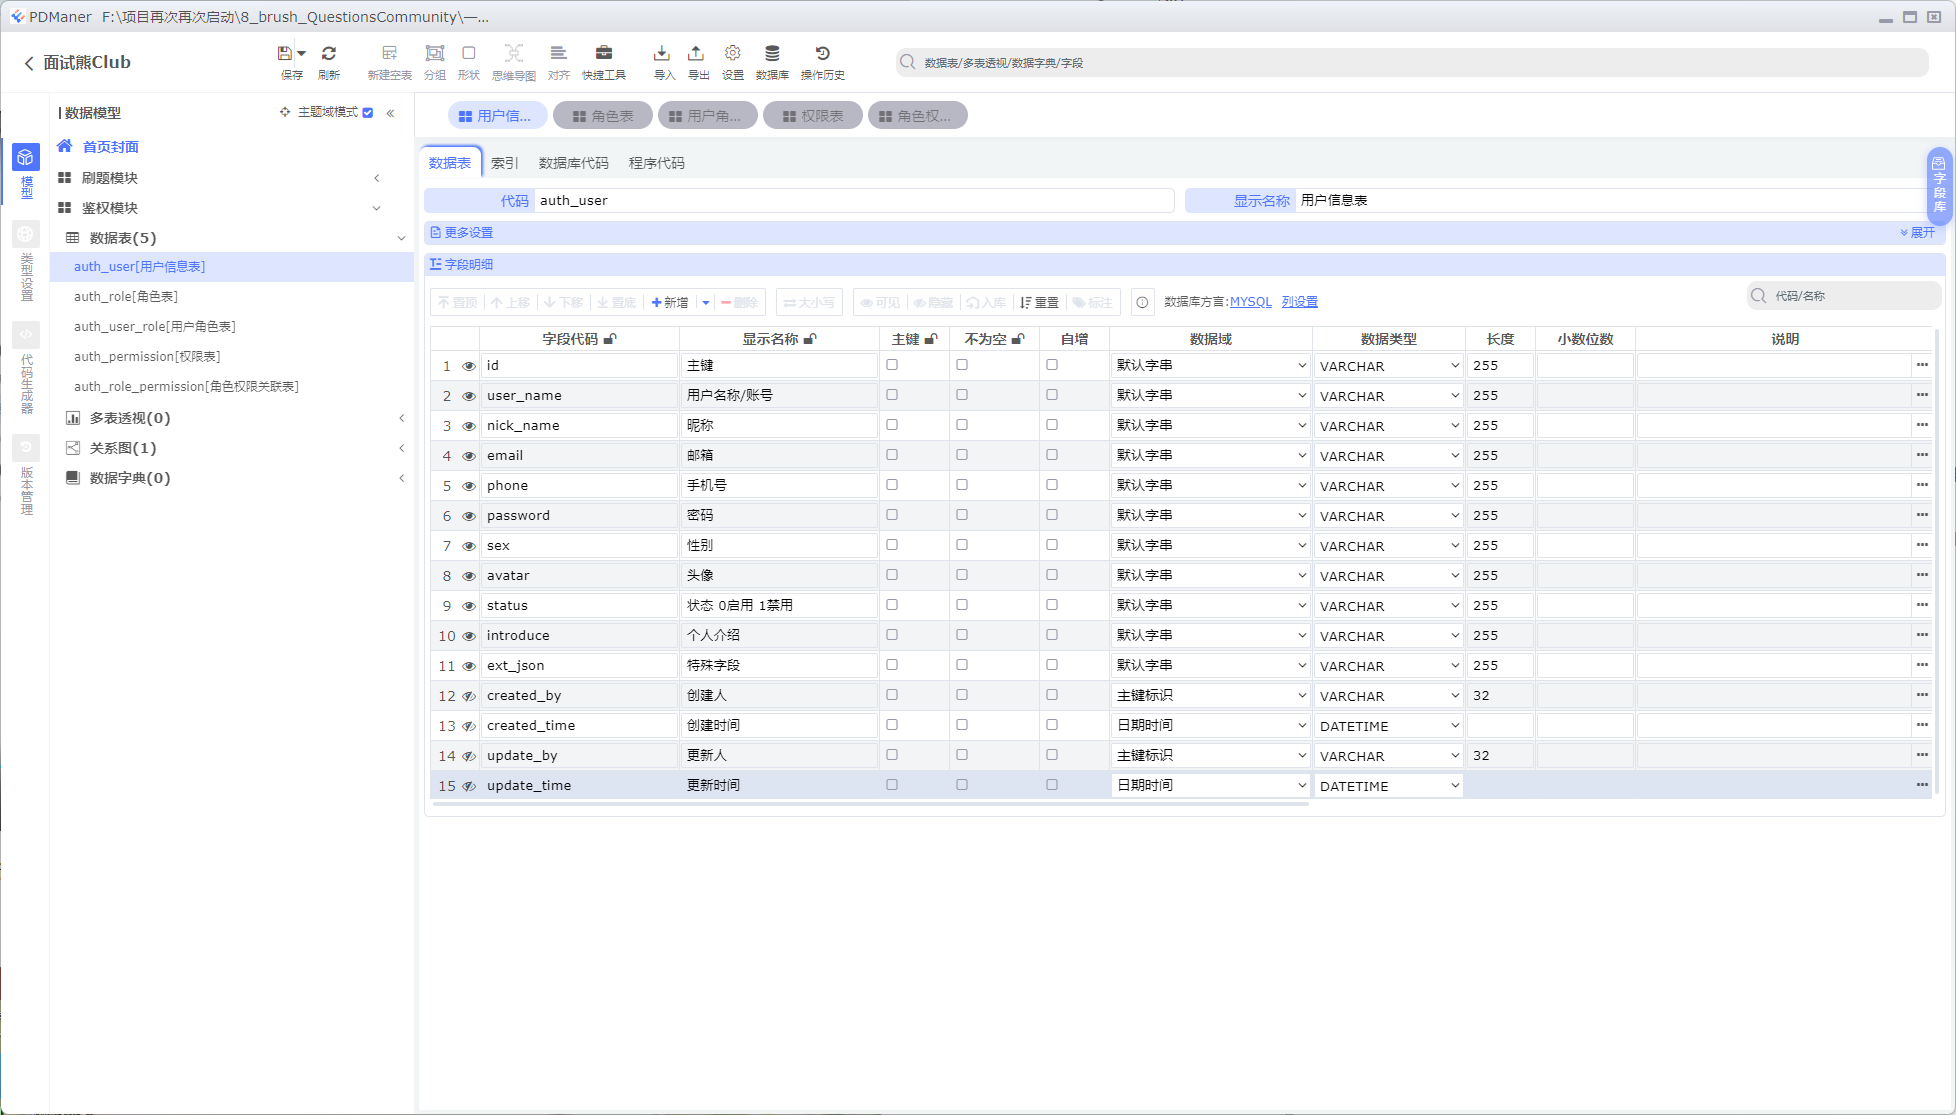 PDManer F:\项目再次再次启动\8_brush_QuestionsCommunity\—...
面试熊Club
保存
刷新
新建空表
分组
形状
思维导图
对齐
快捷工具
导入
导出
设置
数据库
操作历史
数据表/多表透视/数据字典/字段
模型
类型设置
代码生成器
版本管理
数据模型
主题域模式
首页封面
刷题模块
鉴权模块
数据表(5)
auth_user[用户信息表]
auth_role[角色表]
auth_user_role[用户角色表]
auth_permission[权限表]
auth_role_permission[角色权限关联表]
多表透视(0)
关系图(1)
数据字典(0)
用户信...
角色表
用户角...
权限表
角色权...
数据表 索引 数据库代码 程序代码
代码 auth_user 显示名称 用户信息表
更多设置 展开
字段库
字段明细
置顶 上移 下移 置底 新增 删除 大小写 可见 隐藏 入库 重置 标注 数据库方言:MYSQL 列设置 代码/名称
字段代码 显示名称 主键 不为空 自增 数据域 数据类型 长度 小数位数 说明
1 id 主键 默认字串 VARCHAR 255 ...
2 user_name 用户名称/账号 默认字串 VARCHAR 255 ...
3 nick_name 昵称 默认字串 VARCHAR 255 ...
4 email 邮箱 默认字串 VARCHAR 255 ...
5 phone 手机号 默认字串 VARCHAR 255 ...
6 password 密码 默认字串 VARCHAR 255 ...
7 sex 性别 默认字串 VARCHAR 255 ...
8 avatar 头像 默认字串 VARCHAR 255 ...
9 status 状态 0启用 1禁用 默认字串 VARCHAR 255 ...
10 introduce 个人介绍 默认字串 VARCHAR 255 ...
11 ext_json 特殊字段 默认字串 VARCHAR 255 ...
12 created_by 创建人 主键标识 VARCHAR 32 ...
13 created_time 创建时间 日期时间 DATETIME ...
14 update_by 更新人 主键标识 VARCHAR 32 ...
15 update_time 更新时间 日期时间 DATETIME ...